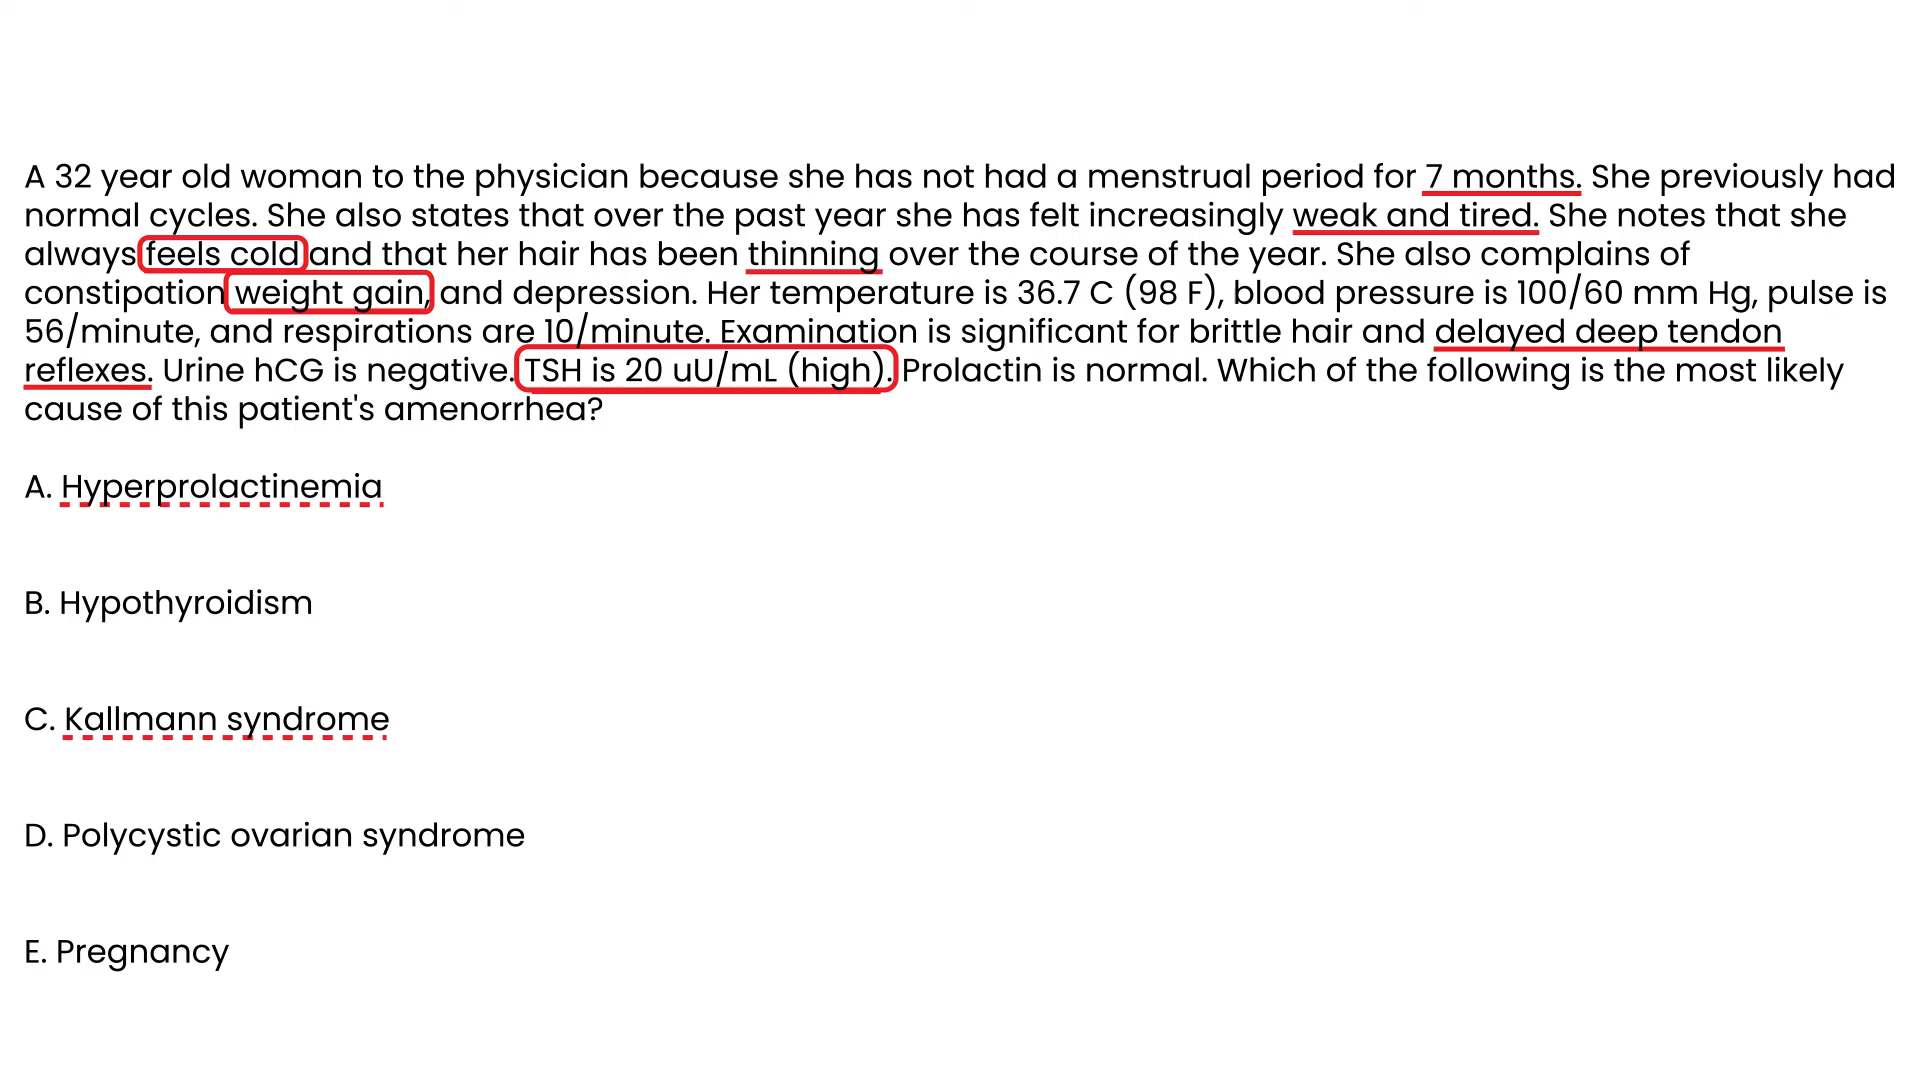 A 32 year old woman to the physician because she has not had a menstrual period for 7 months. She previously had
normal cycles. She also states that over the past year she has felt increasingly weak and tired. She notes that she
always feels cold and that her hair has been thinning over the course of the year. She also complains of
constipation weight gain, and depression. Her temperature is 36.7 C (98 F), blood pressure is 100/60 mm Hg, pulse is
56/minute, and respirations are 10/minute. Examination is significant for brittle hair and delayed deep tendon
reflexes. Urine hCG is negative. TSH is 20 uU/mL (high). Prolactin is normal. Which of the following is the most likely
cause of this patient's amenorrhea?
A. Hyperprolactinemia
B. Hypothyroidism
C. Kallmann syndrome
D. Polycystic ovarian syndrome
E. Pregnancy